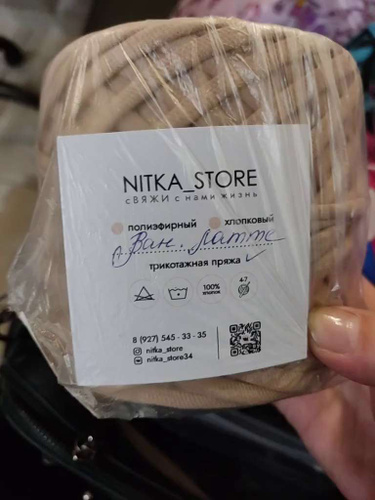 NITKA_STORE
сВЯЖИ с нами жизнь
полиэфирный хлопковый
Ван. Латте
трикотажная пряжа ✓
100% хлопок 4-7
8 (927) 545 - 33 - 35
nitka_store
nitka_store34